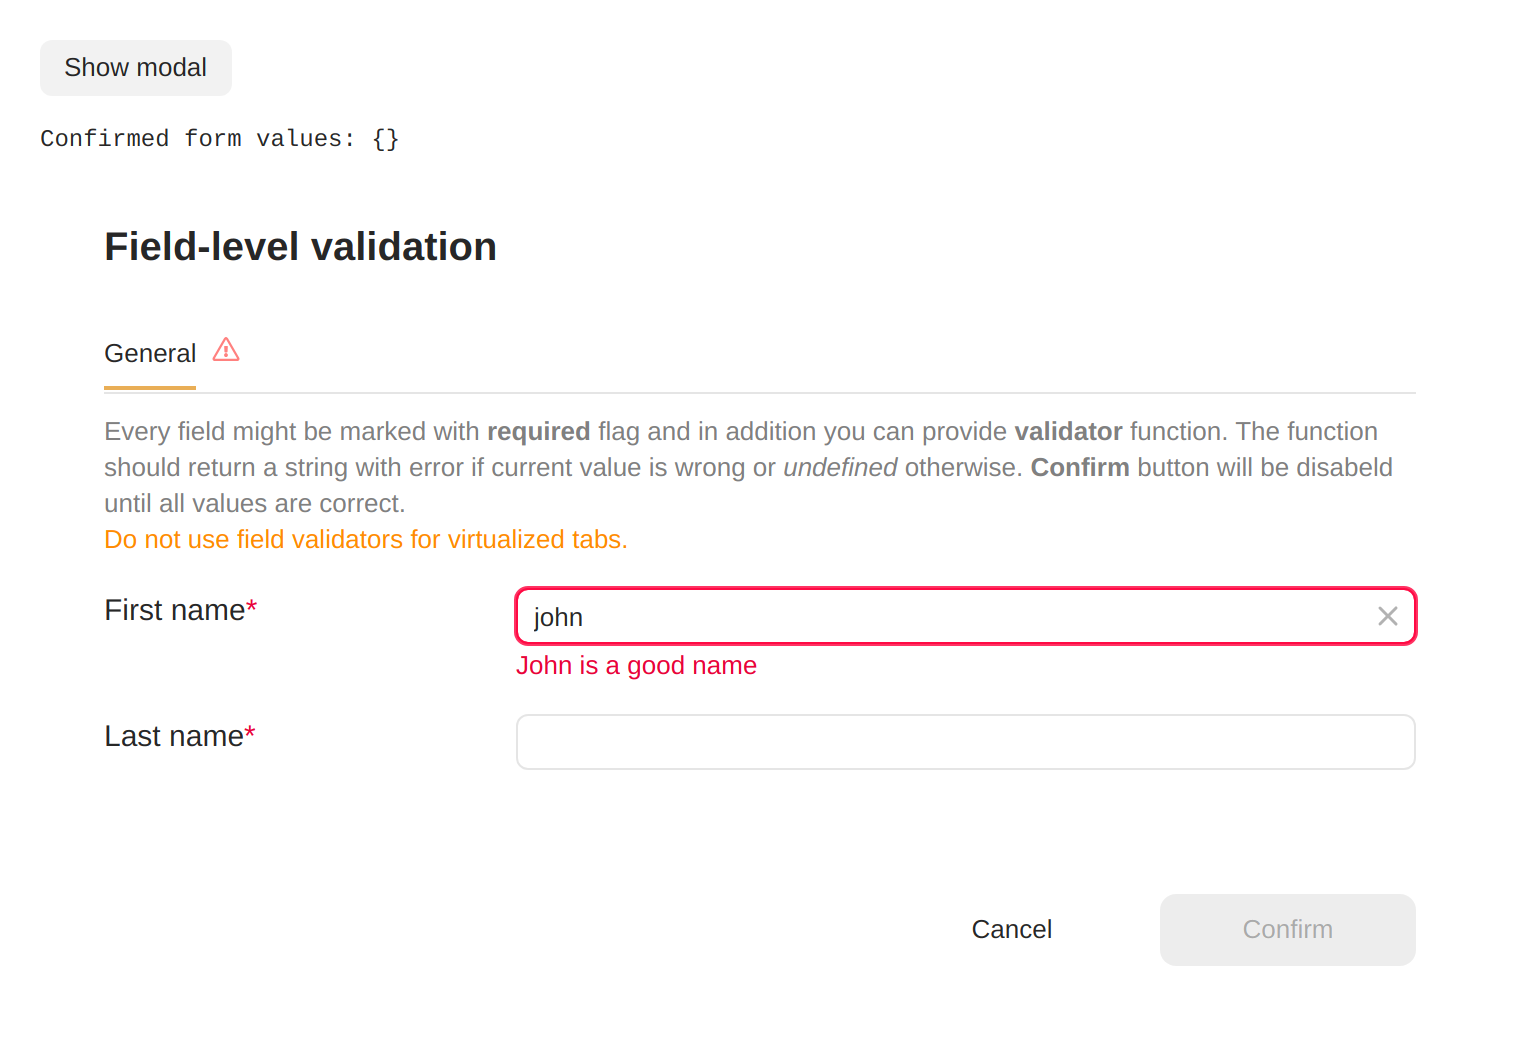 Show modal
Confirmed form values: {}
Field-level validation
General
Every field might be marked with required flag and in addition you can provide validator function. The function
should return a string with error if current value is wrong or undefined otherwise. Confirm button will be disabeld
until all values are correct.
Do not use field validators for virtualized tabs.
First name*
john
John is a good name
Last name*
Cancel
Confirm